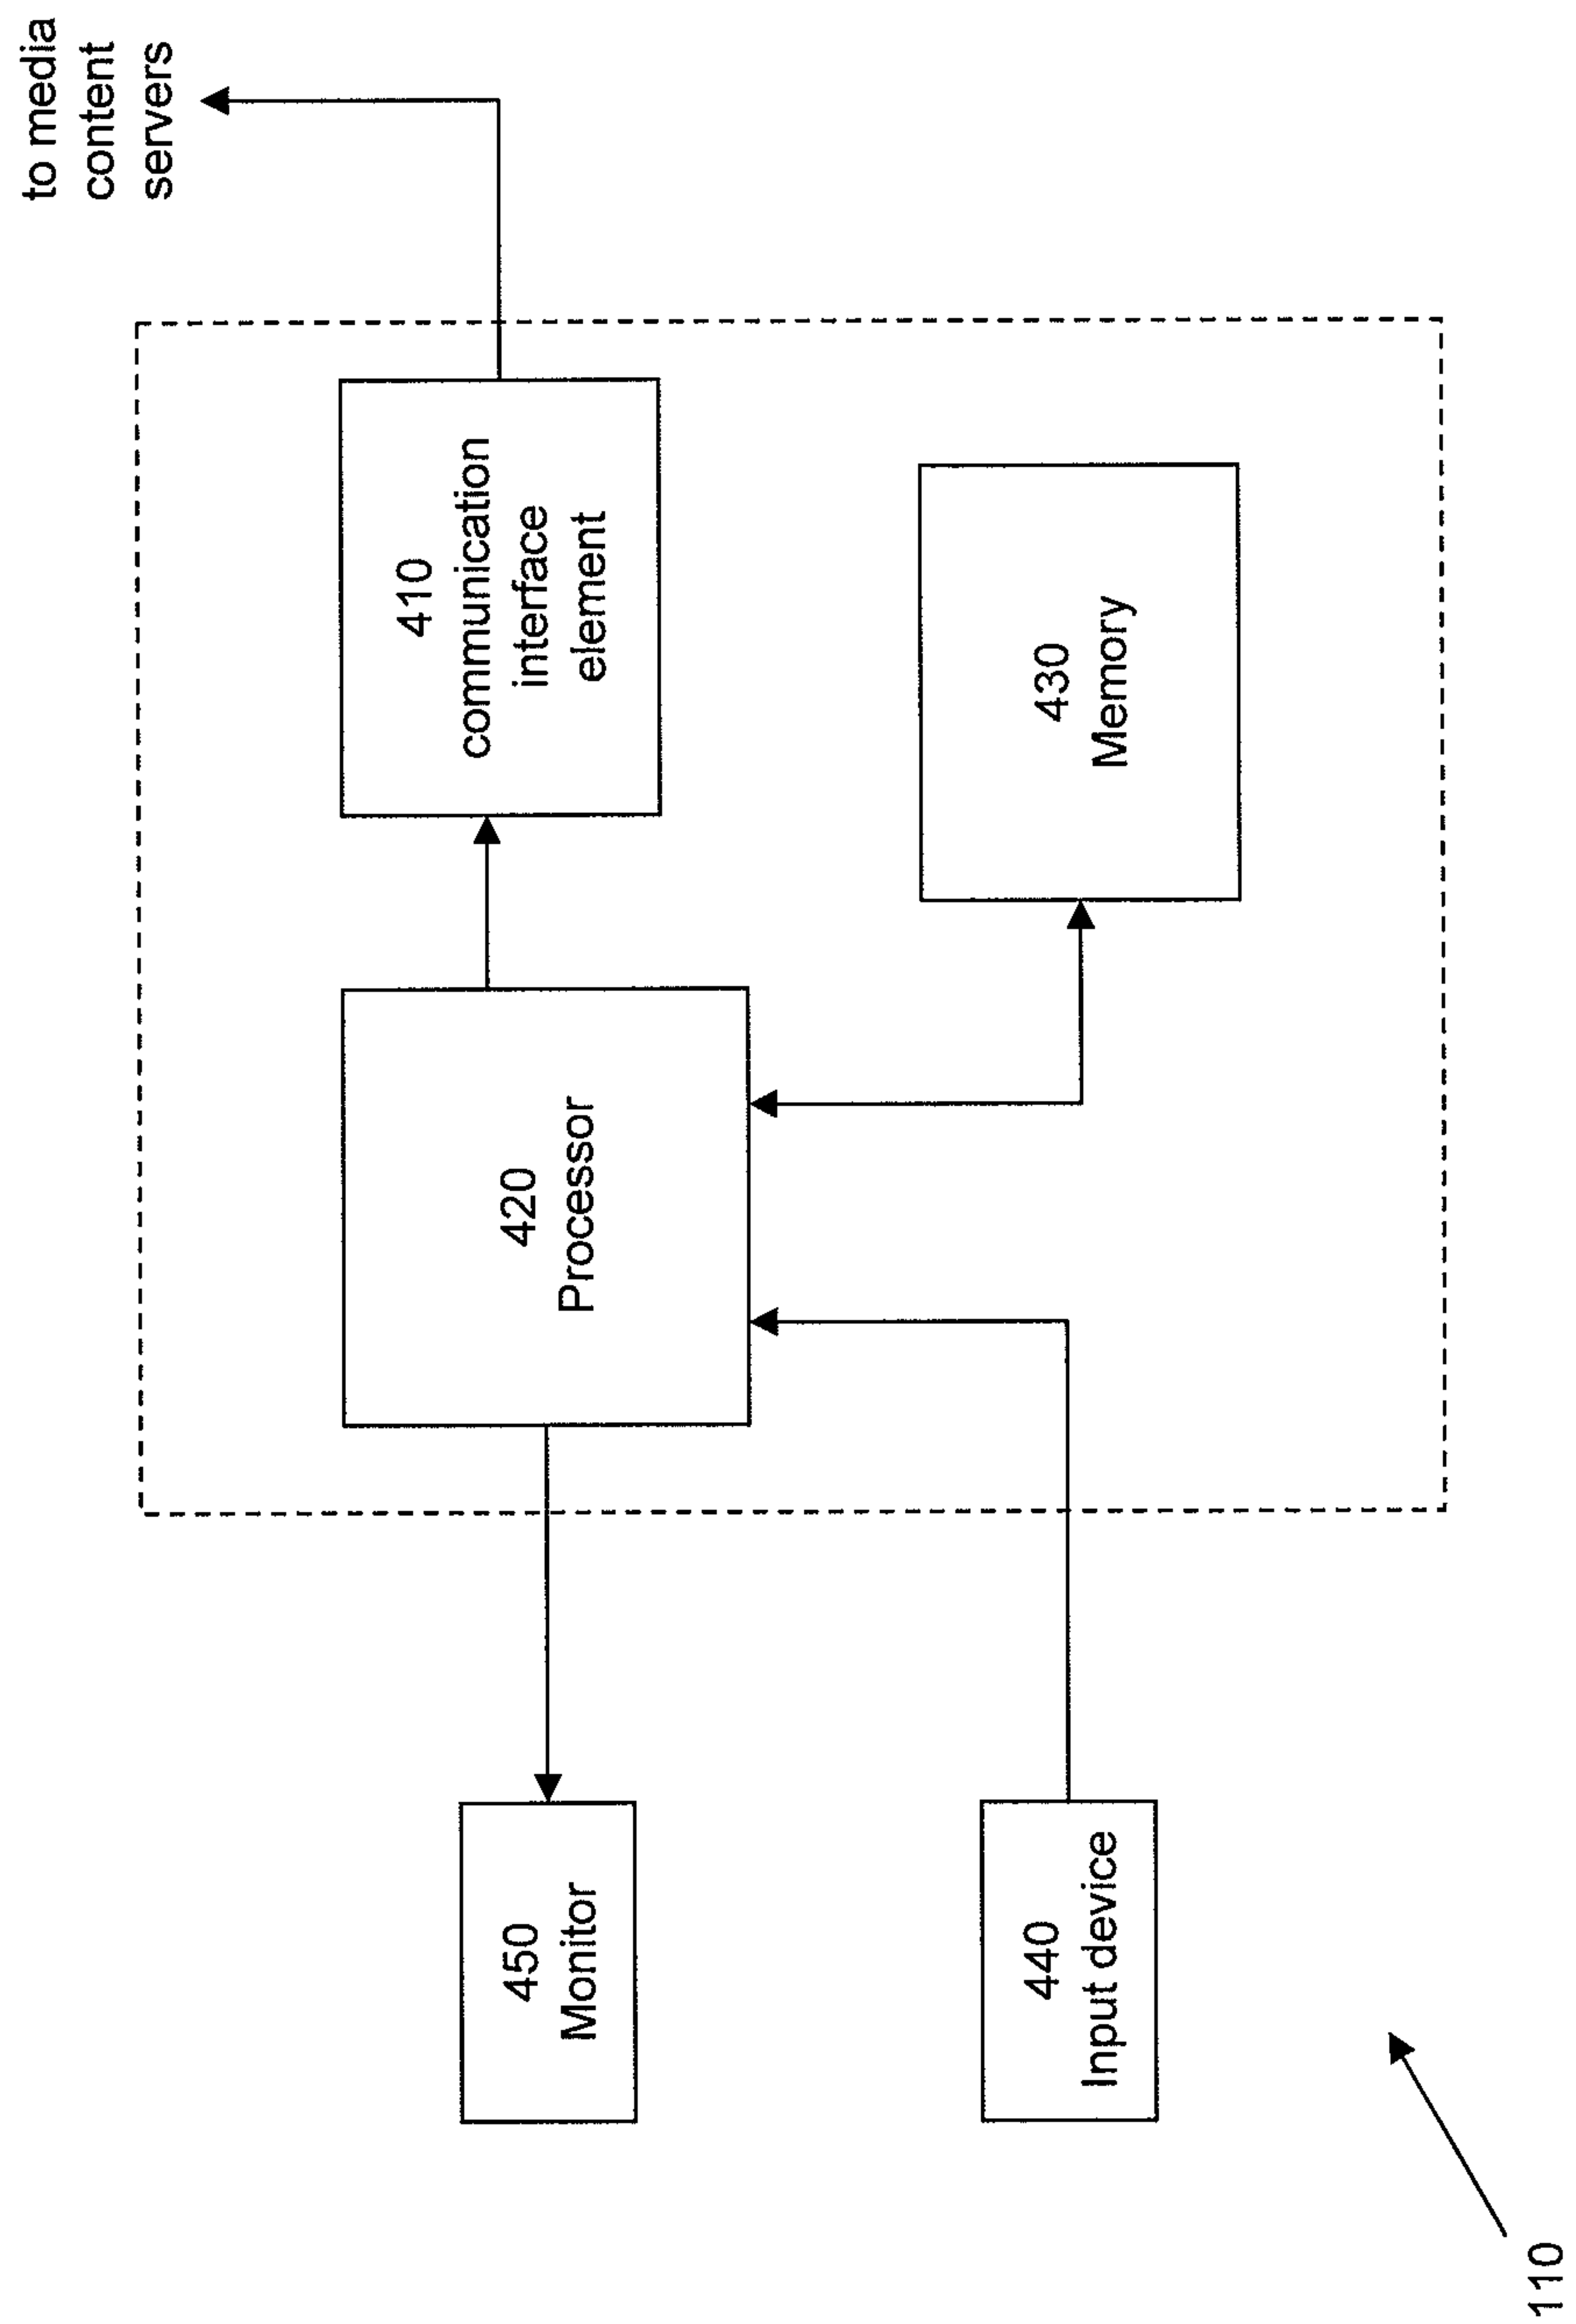 to media
content
servers
410
communication
interface
element
420
Processor
430
Memory
450
Monitor
440
Input device
110